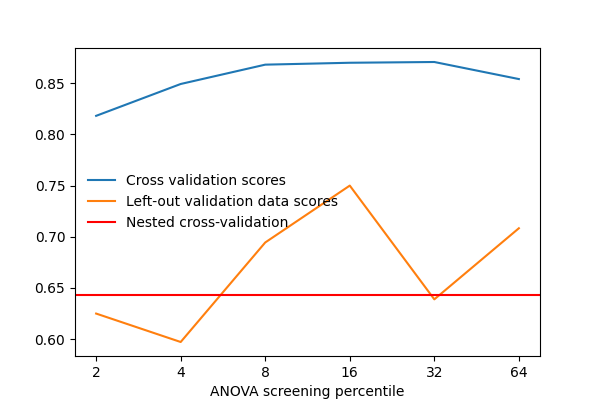 0.85
0.80
0.75
0.70
0.65
0.60
Cross validation scores
Left-out validation data scores
Nested cross-validation
2 4 8 16 32 64
ANOVA screening percentile